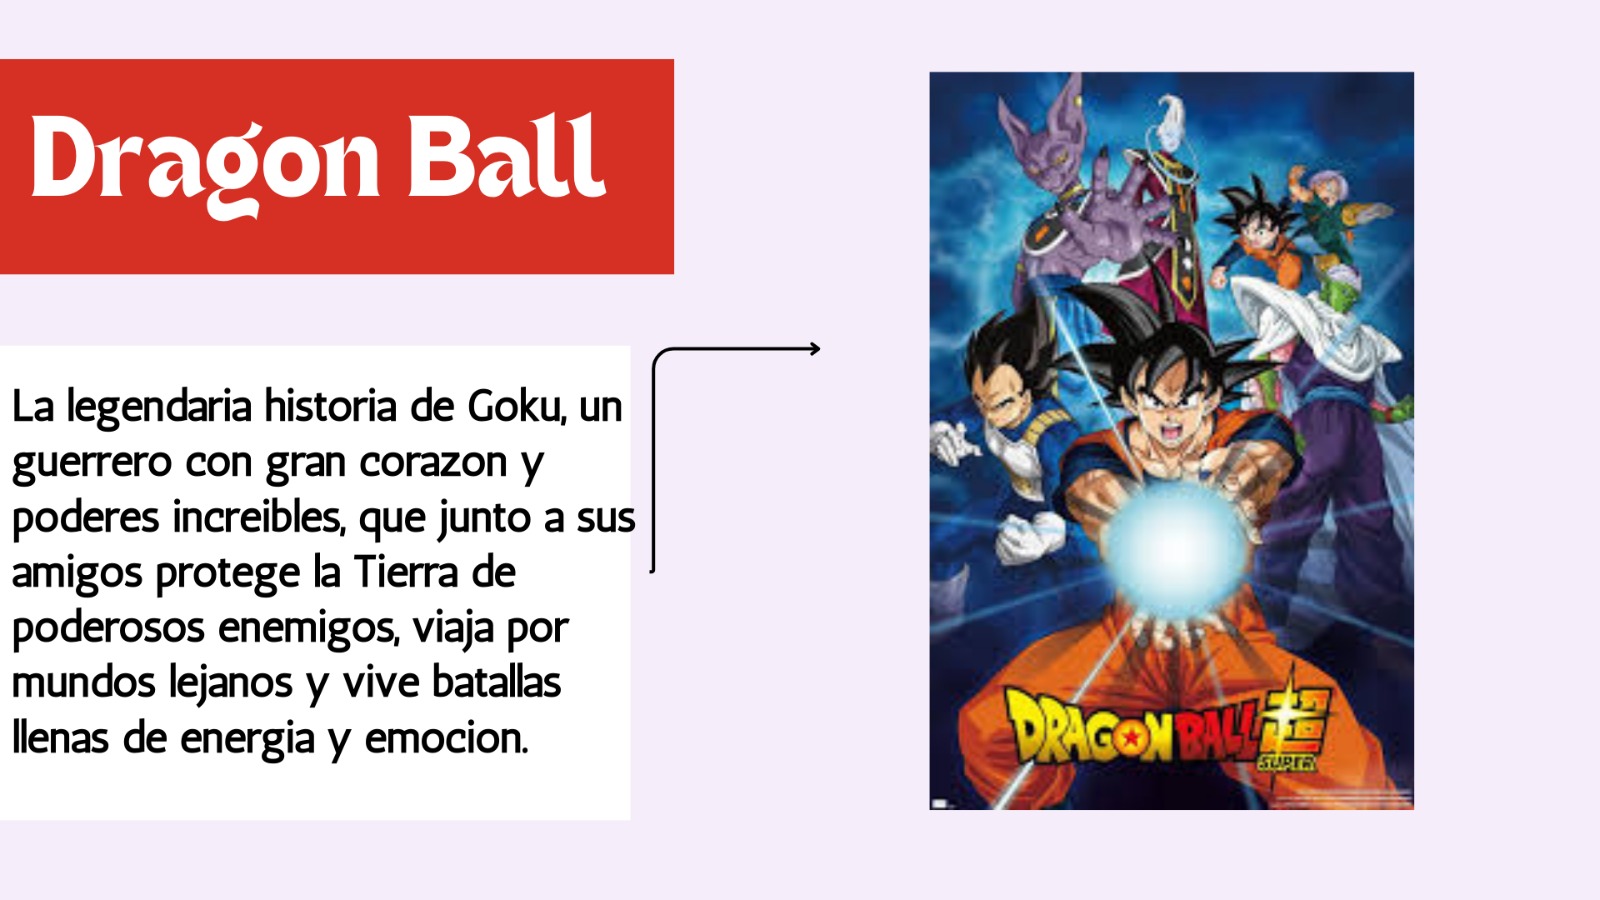 Dragon Ball
La legendaria historia de Goku, un
guerrero con gran corazon y
poderes increibles, que junto a sus
amigos protege la Tierra de
poderosos enemigos, viaja por
mundos lejanos y vive batallas
llenas de energia y emocion.
DRAGON BALL 超
SUPER